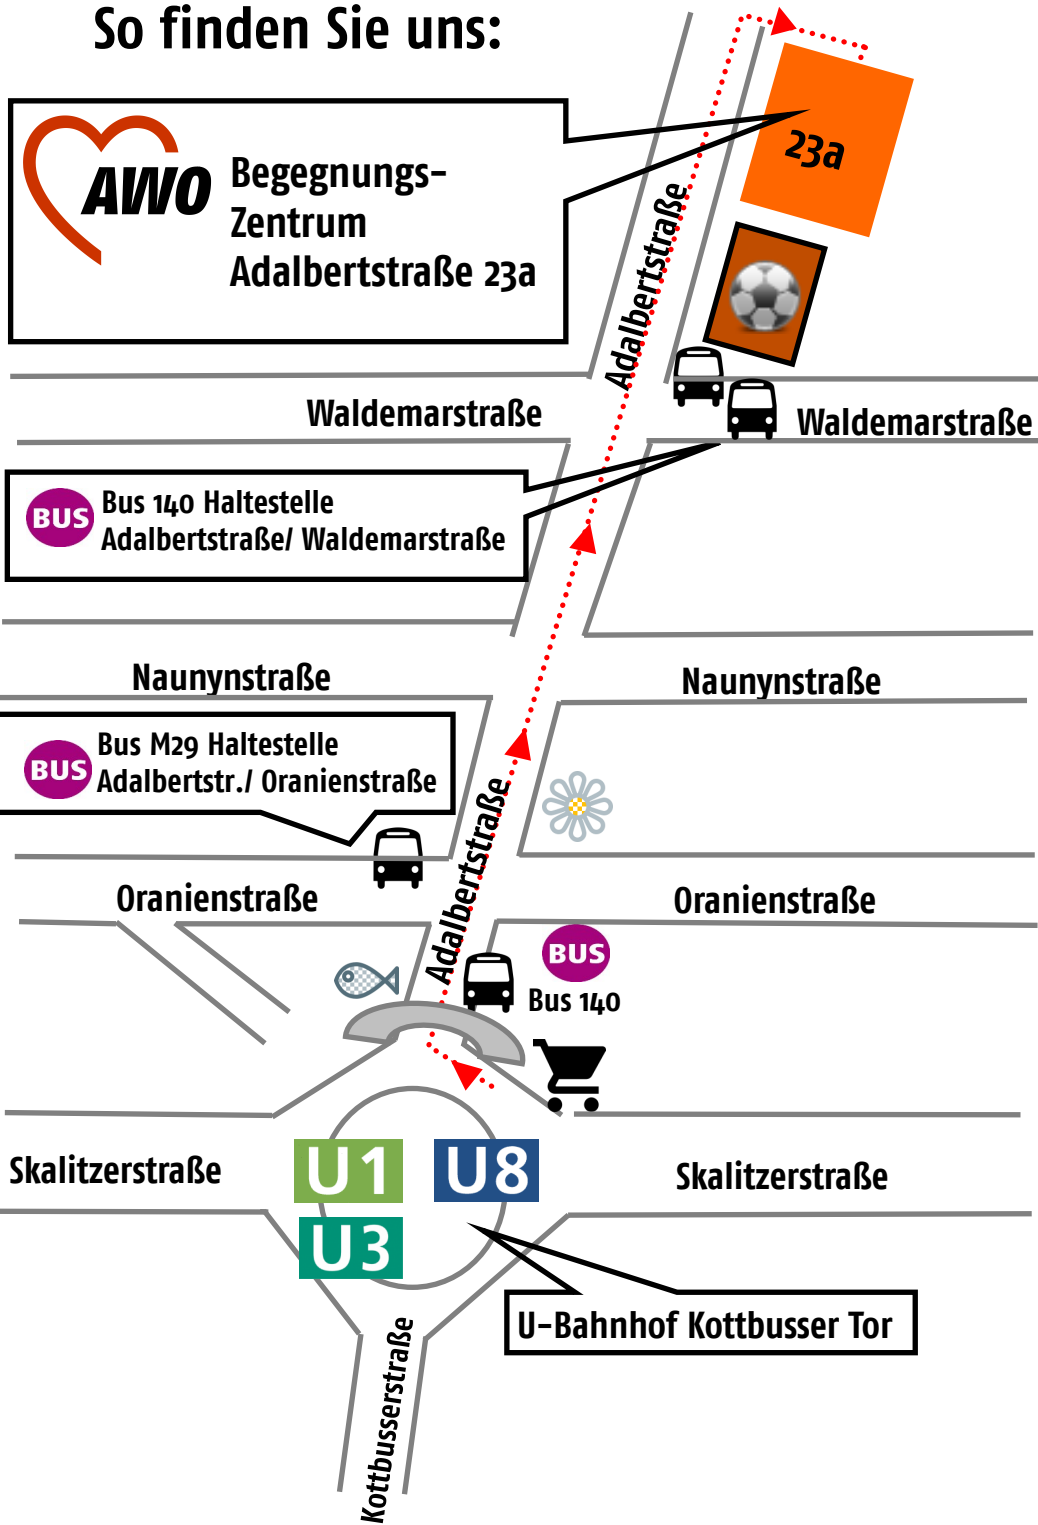 So finden Sie uns:
AWO
Begegnungs-
Zentrum
Adalbertstraße 23a
23a
Adalbertstraße
Waldemarstraße
Waldemarstraße
BUS
Bus 140 Haltestelle
Adalbertstraße/ Waldemarstraße
Naunynstraße
Naunynstraße
BUS
Bus M29 Haltestelle
Adalbertstr./ Oranienstraße
Adalbertstraße
Oranienstraße
Oranienstraße
BUS
Bus 140
Skalitzerstraße
U1
U8
Skalitzerstraße
U3
U-Bahnhof Kottbusser Tor
Kottbusserstraße